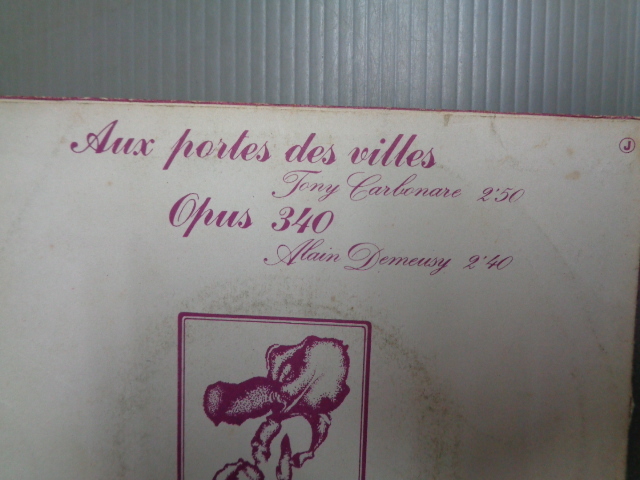 Aux portes des villes
Tony Carbonare 2'50
Opus 340
Alain Demeusy 2'40
J